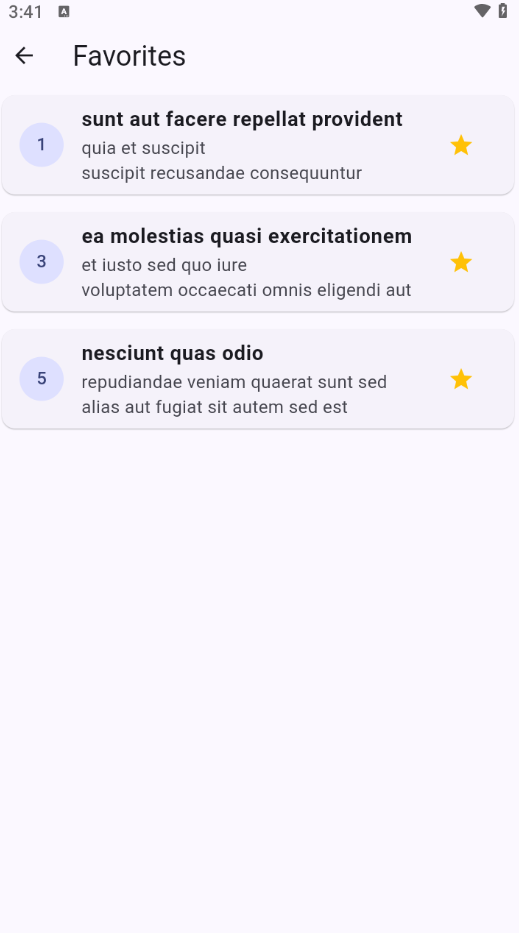 3:41
Favorites
1
sunt aut facere repellat provident
quia et suscipit
suscipit recusandae consequuntur
3
ea molestias quasi exercitationem
et iusto sed quo iure
voluptatem occaecati omnis eligendi aut
5
nesciunt quas odio
repudiandae veniam quaerat sunt sed
alias aut fugiat sit autem sed est